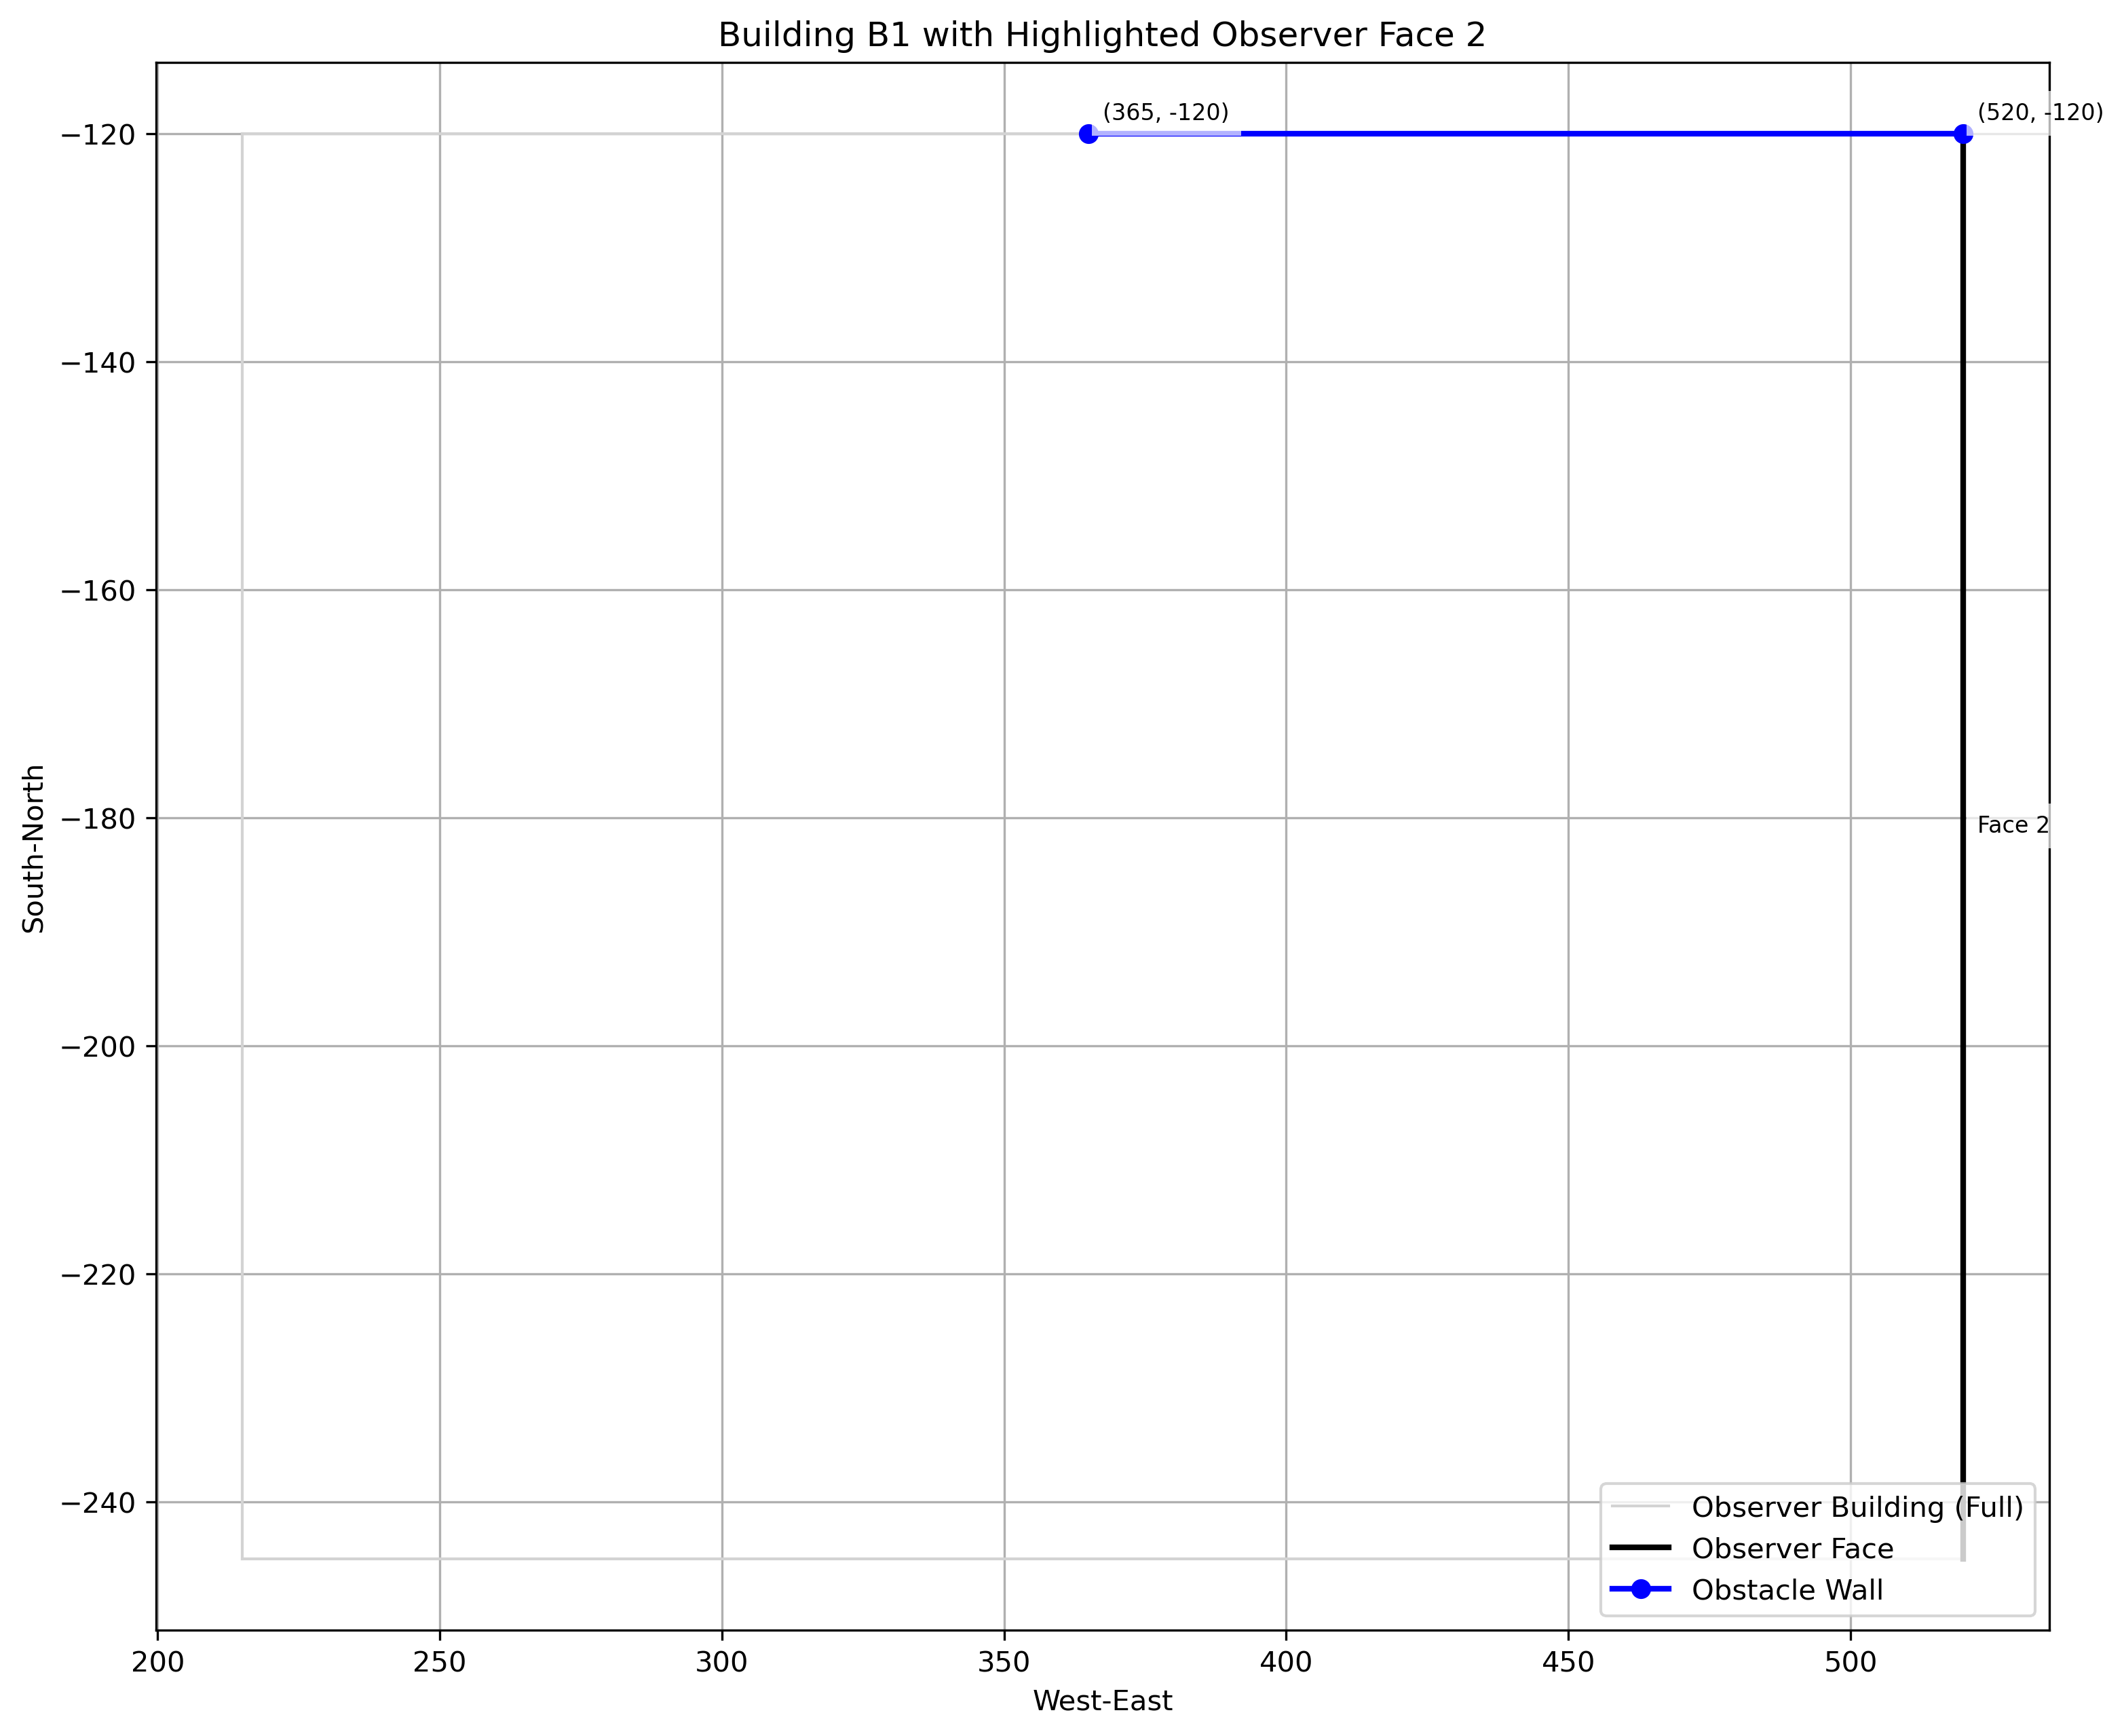 Building B1 with Highlighted Observer Face 2
(365, -120)
(520, -120)
−120
−140
−160
−180
−200
−220
−240
South-North
Face 2
Observer Building (Full)
Observer Face
Obstacle Wall
200
250
300
350
400
450
500
West-East